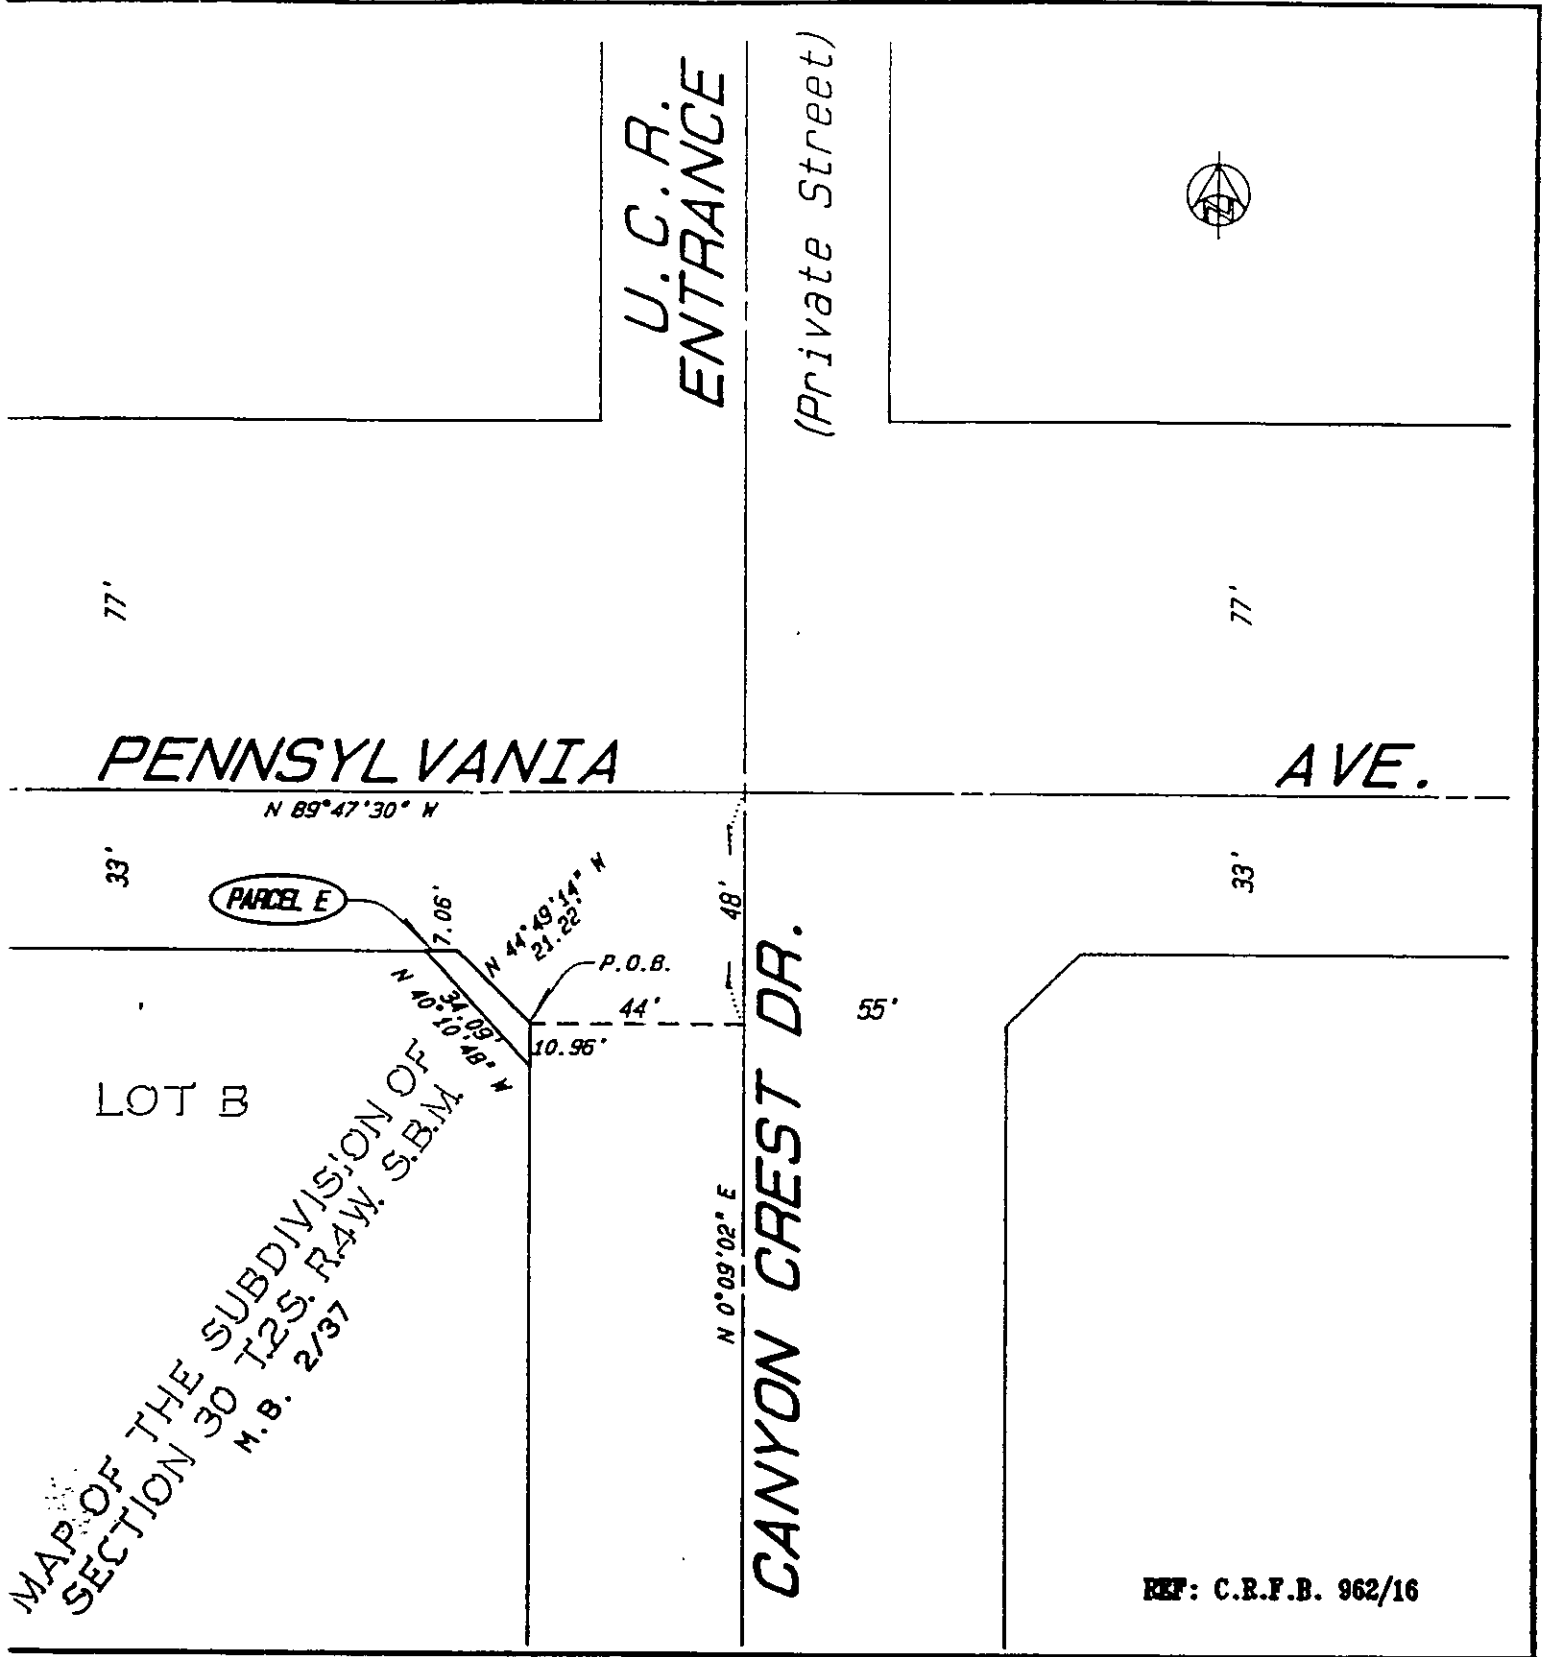 U.C.R.
ENTRANCE
(Private Street)
N
77'
77'
PENNSYLVANIA AVE.
N 89°47'30" W
33'
33'
PARCEL E
7.06'
N 44°49'14" W
21.22'
48'
P.O.B.
44'
55'
34.09'
N 40°10'48" W
10.96'
LOT B
CANYON CREST DR.
N 0°09'02" E
MAP OF THE SUBDIVISION OF
SECTION 30 T.2S. R.4W. S.B.M.
M.B. 2/37
REF: C.R.F.B. 962/16